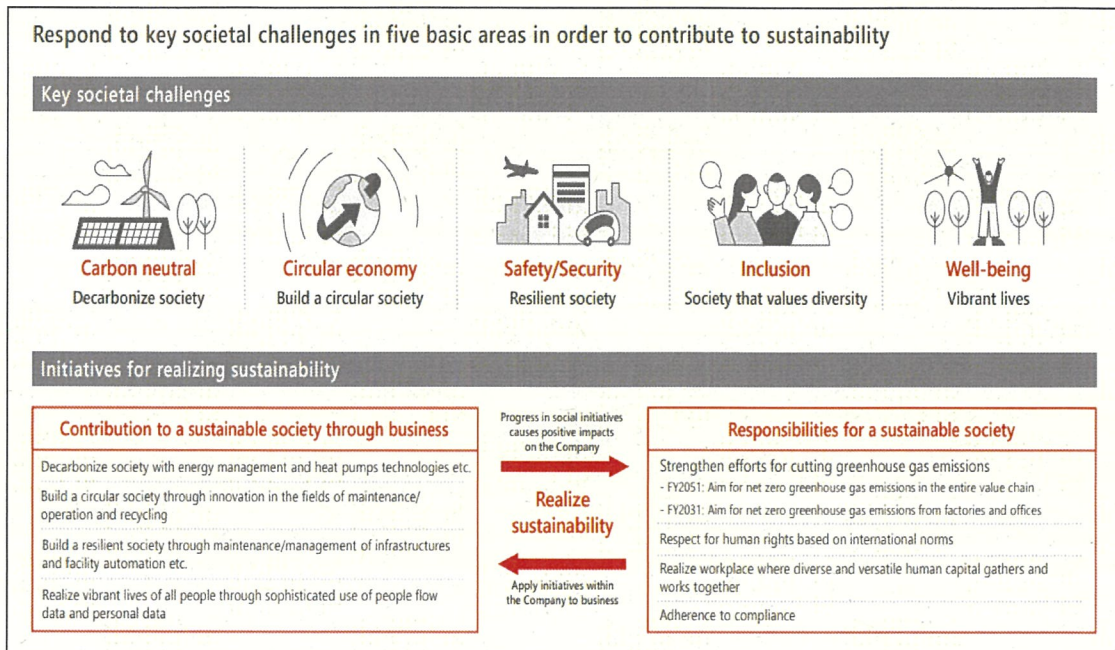 Respond to key societal challenges in five basic areas in order to contribute to sustainability
Key societal challenges
Carbon neutral
Decarbonize society
Circular economy
Build a circular society
Safety/Security
Resilient society
Inclusion
Society that values diversity
Well-being
Vibrant lives
Initiatives for realizing sustainability
Contribution to a sustainable society through business
Decarbonize society with energy management and heat pumps technologies etc.
Build a circular society through innovation in the fields of maintenance/
operation and recycling
Build a resilient society through maintenance/management of infrastructures
and facility automation etc.
Realize vibrant lives of all people through sophisticated use of people flow
data and personal data
Progress in social initiatives
causes positive impacts
on the Company
Realize
sustainability
Apply initiatives within
the Company to business
Responsibilities for a sustainable society
Strengthen efforts for cutting greenhouse gas emissions
- FY2051: Aim for net zero greenhouse gas emissions in the entire value chain
- FY2031: Aim for net zero greenhouse gas emissions from factories and offices
Respect for human rights based on international norms
Realize workplace where diverse and versatile human capital gathers and
works together
Adherence to compliance